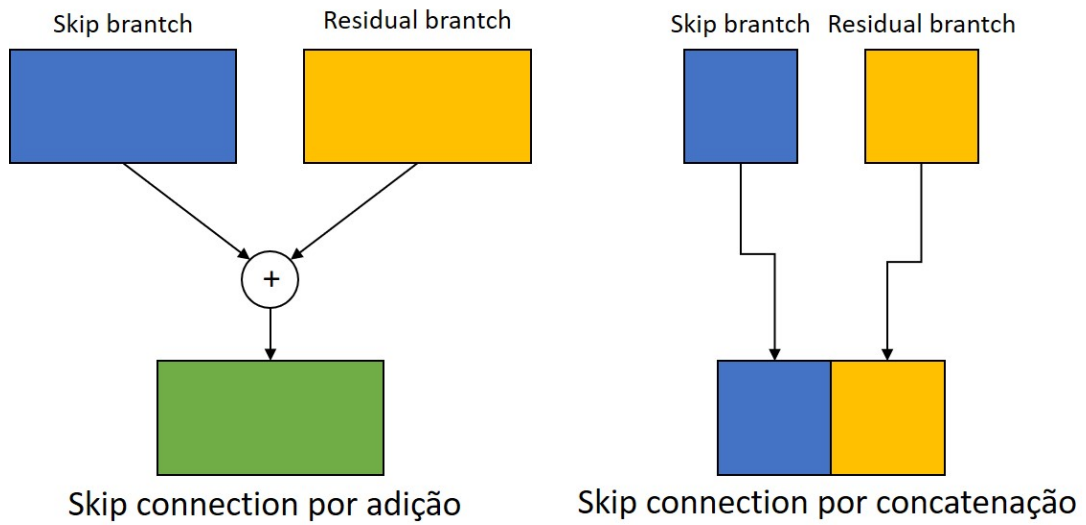 Skip brantch
Residual brantch
+
Skip connection por adição
Skip brantch
Residual brantch
Skip connection por concatenação